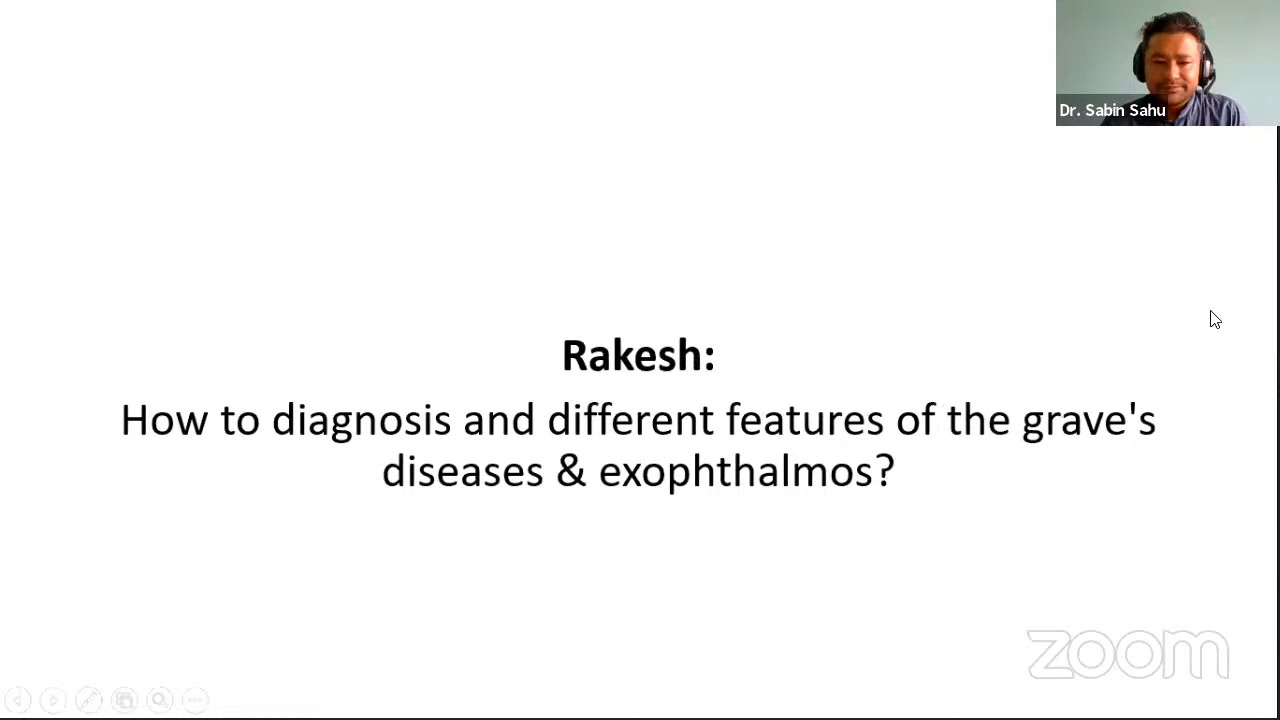 Dr. Sabin Sahu
Rakesh:
How to diagnosis and different features of the grave's
diseases & exophthalmos?
zoom